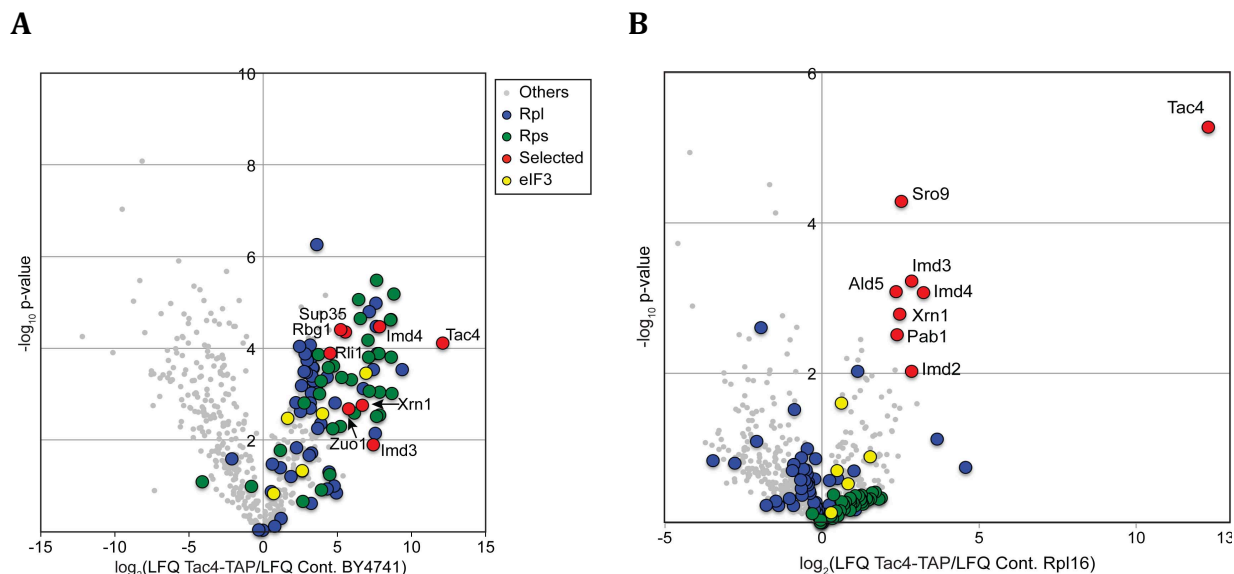 A
B
10
8
6
4
2
-15
-10
-5
0
5
10
15
-log10 p-value
log2(LFQ Tac4-TAP/LFQ Cont. BY4741)
Sup35
Rbg1
Imd4
Tac4
Rli1
Xrn1
Zuo1
Imd3
Others
Rpl
Rps
Selected
eIF3
6
4
2
-5
0
5
10
13
-log10 p-value
log2(LFQ Tac4-TAP/LFQ Cont. Rpl16)
Tac4
Sro9
Imd3
Ald5
Imd4
Xrn1
Pab1
Imd2